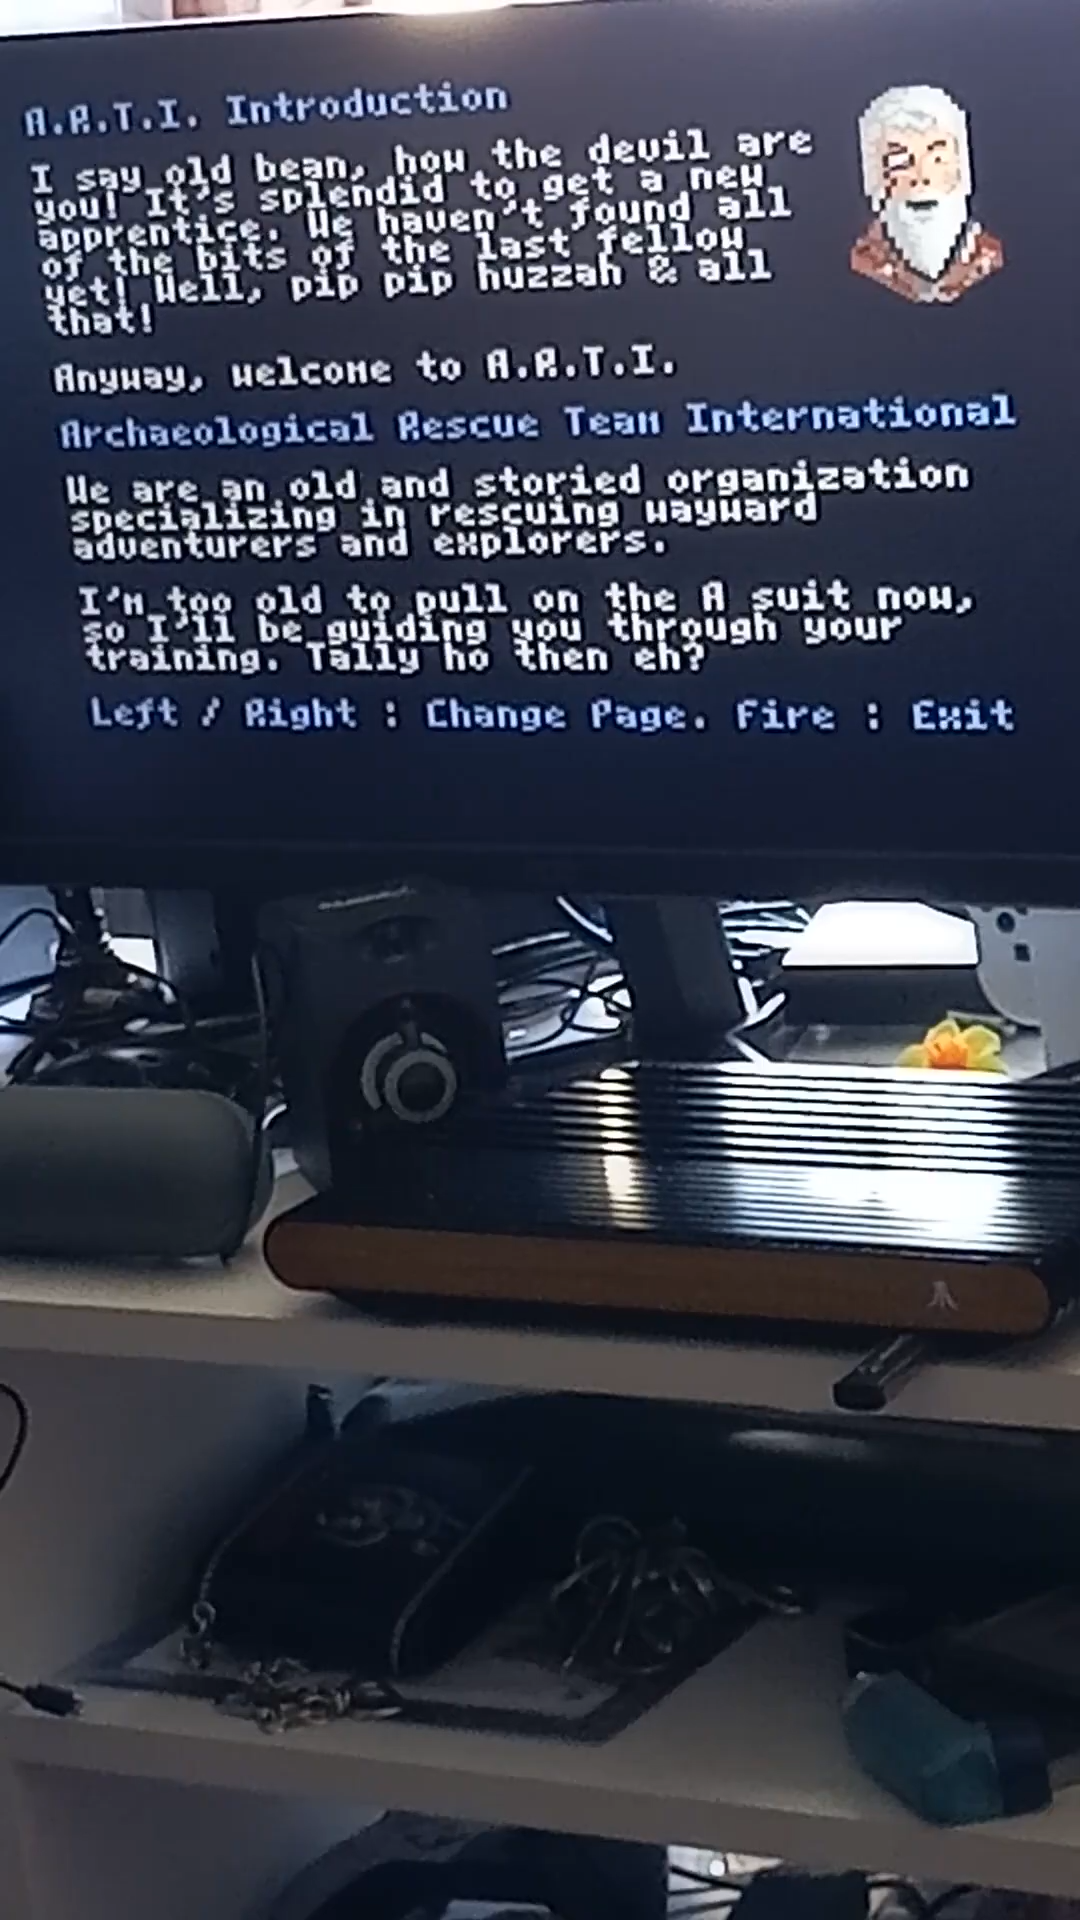 A.R.T.I. Introduction
I say old bean, how the devil are
you! It's splendid to get a new
apprentice. We haven't found all
of the bits of the last fellow
yet! Well, pip pip huzzah & all
that!
Anyway, welcome to A.R.T.I.
Archaeological Rescue Team International
We are an old and storied organization
specializing in rescuing wayward
adventurers and explorers.
I'm too old to pull on the A suit now,
so I'll be guiding you through your
training. Tally ho then eh?
Left / Right : Change Page. Fire : Exit